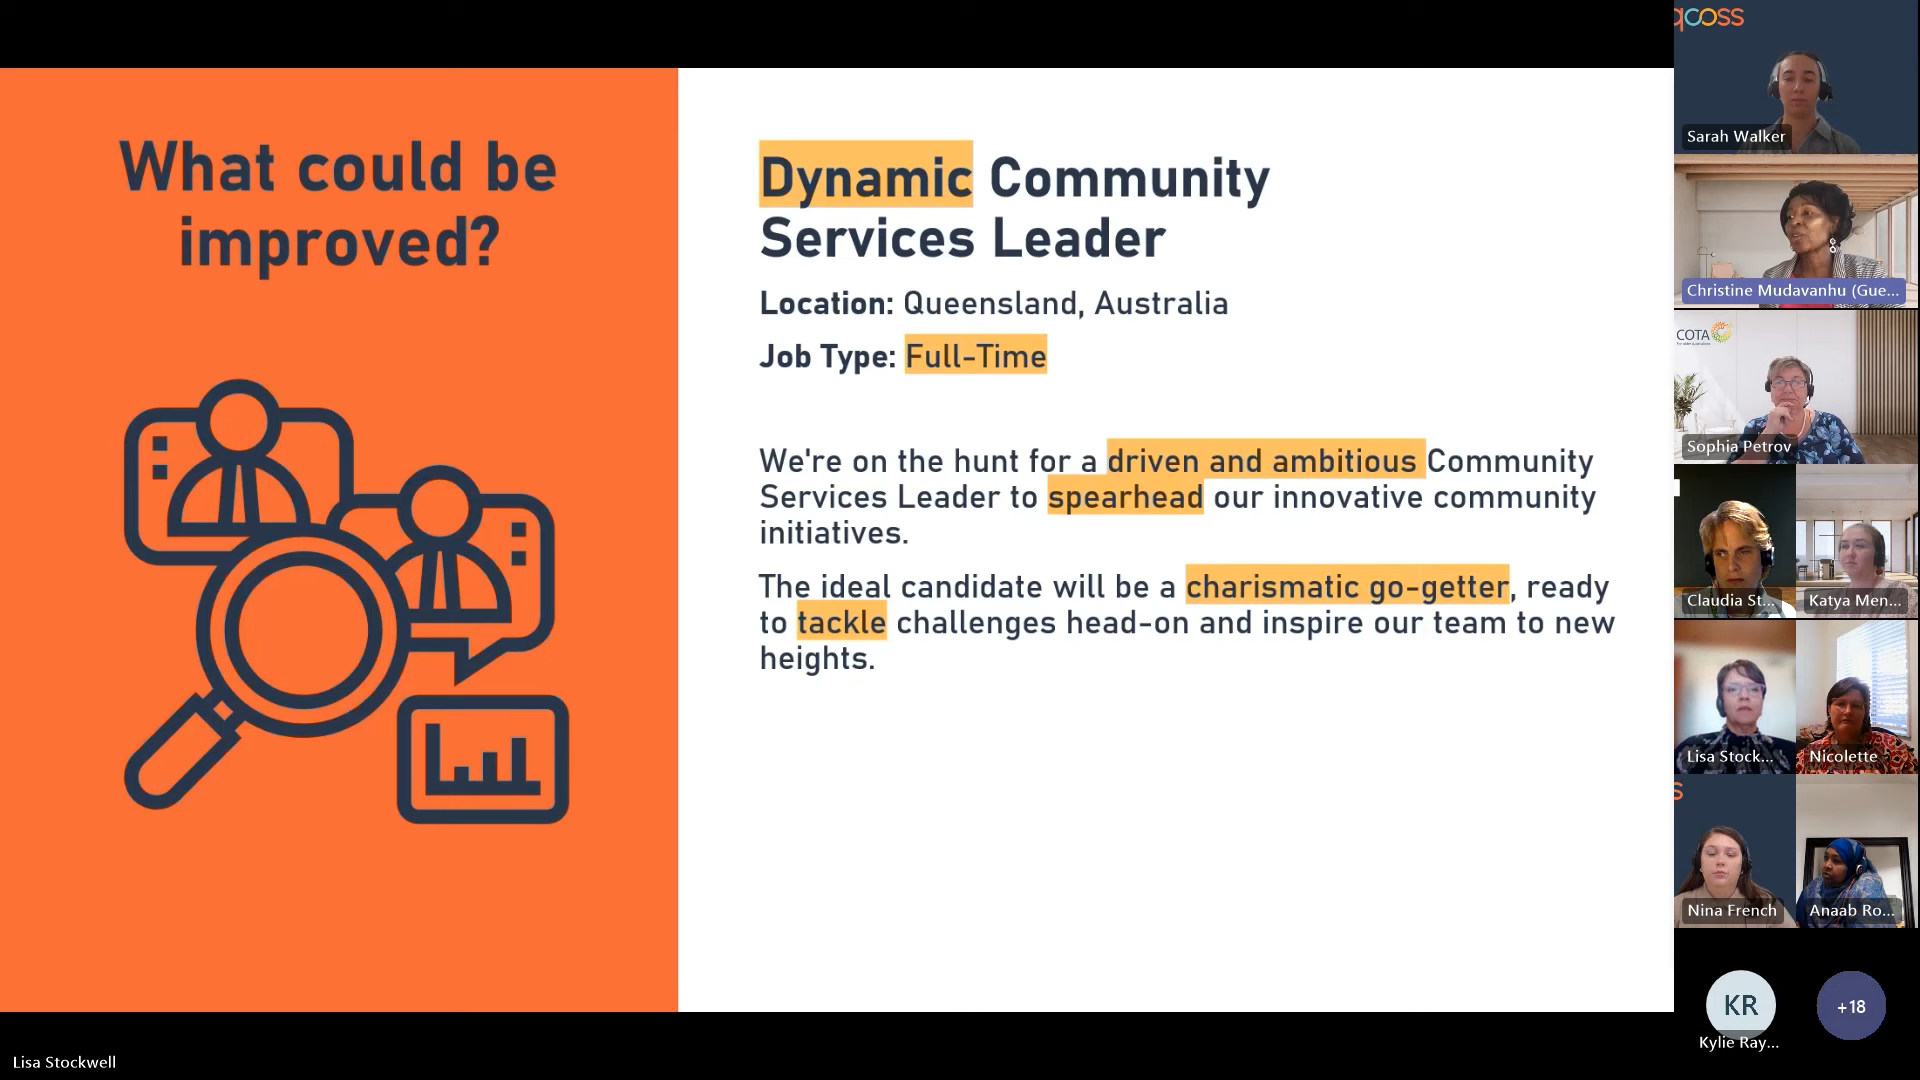 What could be
improved?
Dynamic Community
Services Leader
Location: Queensland, Australia
Job Type: Full-Time
We're on the hunt for a driven and ambitious Community
Services Leader to spearhead our innovative community
initiatives.
The ideal candidate will be a charismatic go-getter, ready
to tackle challenges head-on and inspire our team to new
heights.
Lisa Stockwell
qcoss
Sarah Walker
Christine Mudavanhu (Gue...
COTA
Sophia Petrov
Claudia St...
Katya Men...
Lisa Stock...
Nicolette
s
Nina French
Anaab Ro...
KR
Kylie Ray...
+18